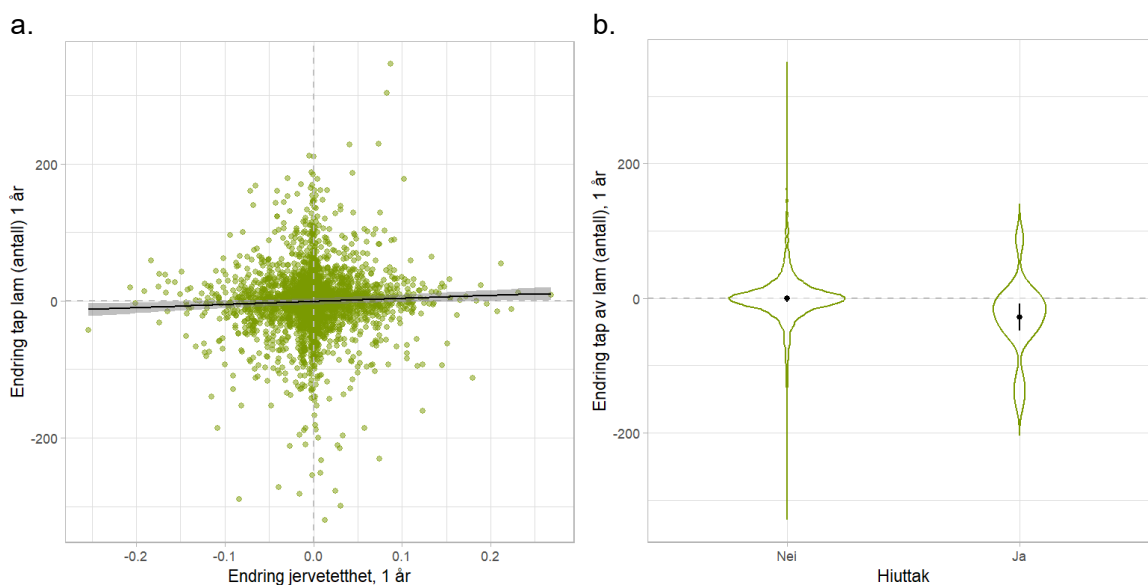 a.
Endring tap lam (antall) 1 år
200
0
-200
-0.2
-0.1
0.0
0.1
0.2
Endring jervetetthet, 1 år
b.
Endring tap av lam (antall), 1 år
200
0
-200
Nei
Ja
Hiuttak